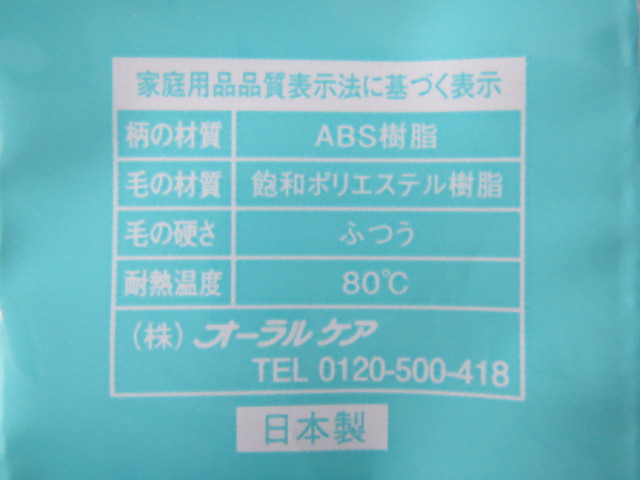 家庭用品品質表示法に基づく表示
柄の材質 ABS樹脂
毛の材質 飽和ポリエステル樹脂
毛の硬さ ふつう
耐熱温度 80℃
(株)オーラルケア
TEL 0120-500-418
日本製